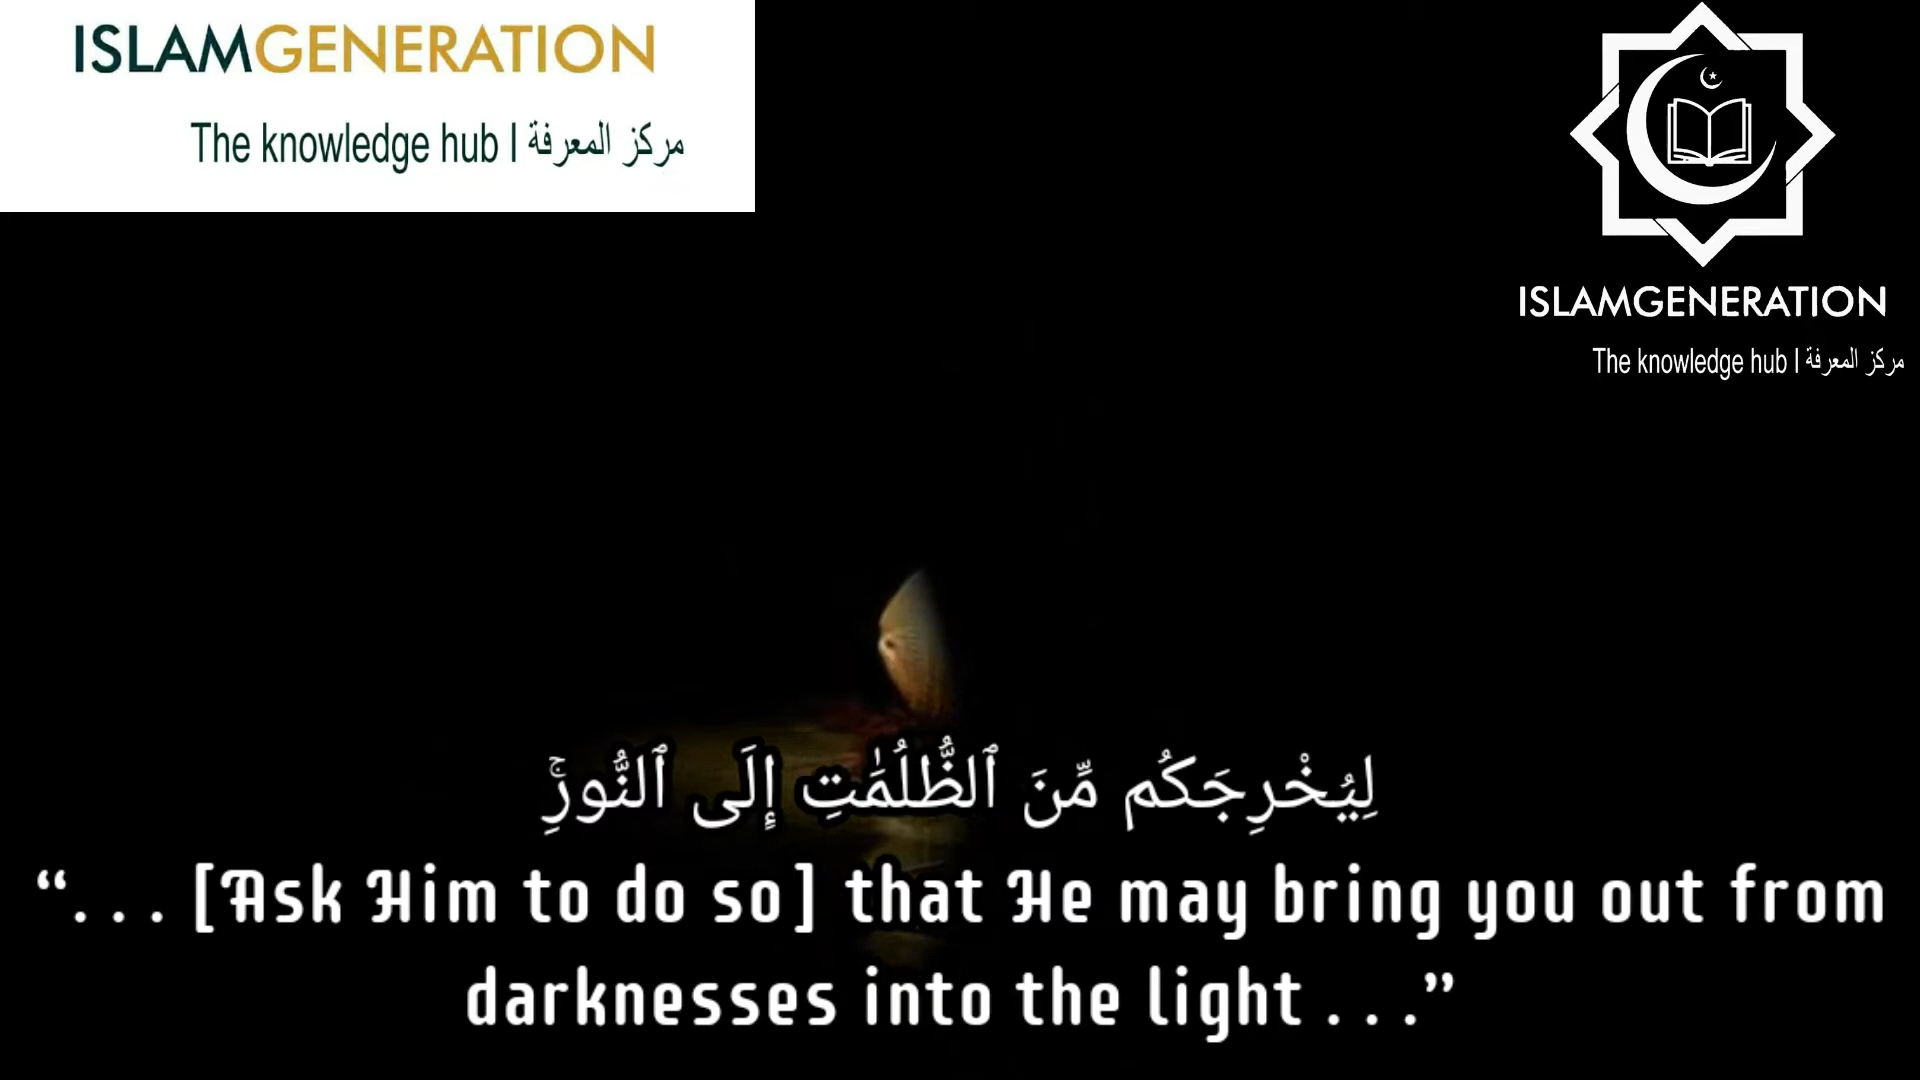 ISLAMGENERATION
The knowledge hub | مركز المعرفة
ISLAMGENERATION
The knowledge hub | مركز المعرفة
لِيُخْرِجَكُم مِّنَ ٱلظُّلُمَٰتِ إِلَى ٱلنُّورِۚ
“. . . [Ask Him to do so] that He may bring you out from
darknesses into the light . . .”